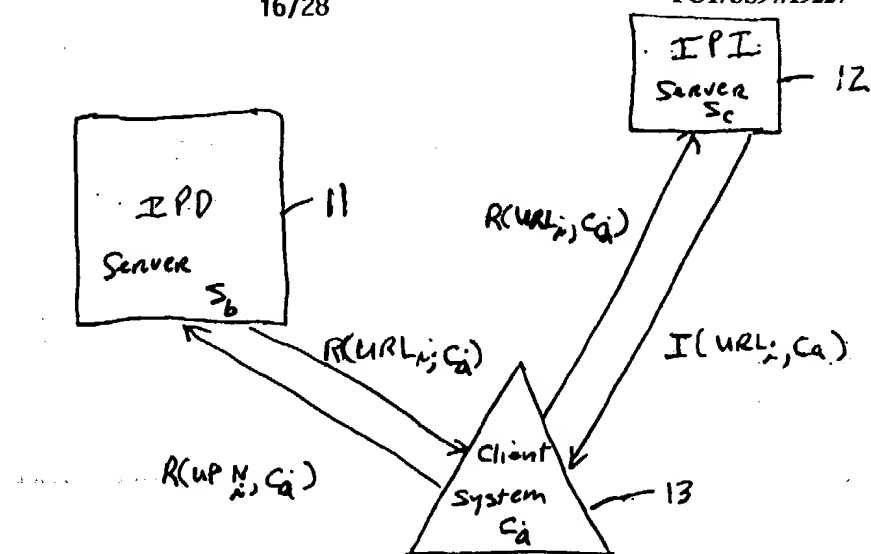 16/28
IPI
Server
Sc
12
IPD
Server
Sb
11
R(URLi, Ca)
R(URLi, Ca)
I(URLi, Ca)
R(UPNi, Ca)
Client
System
Ca
13